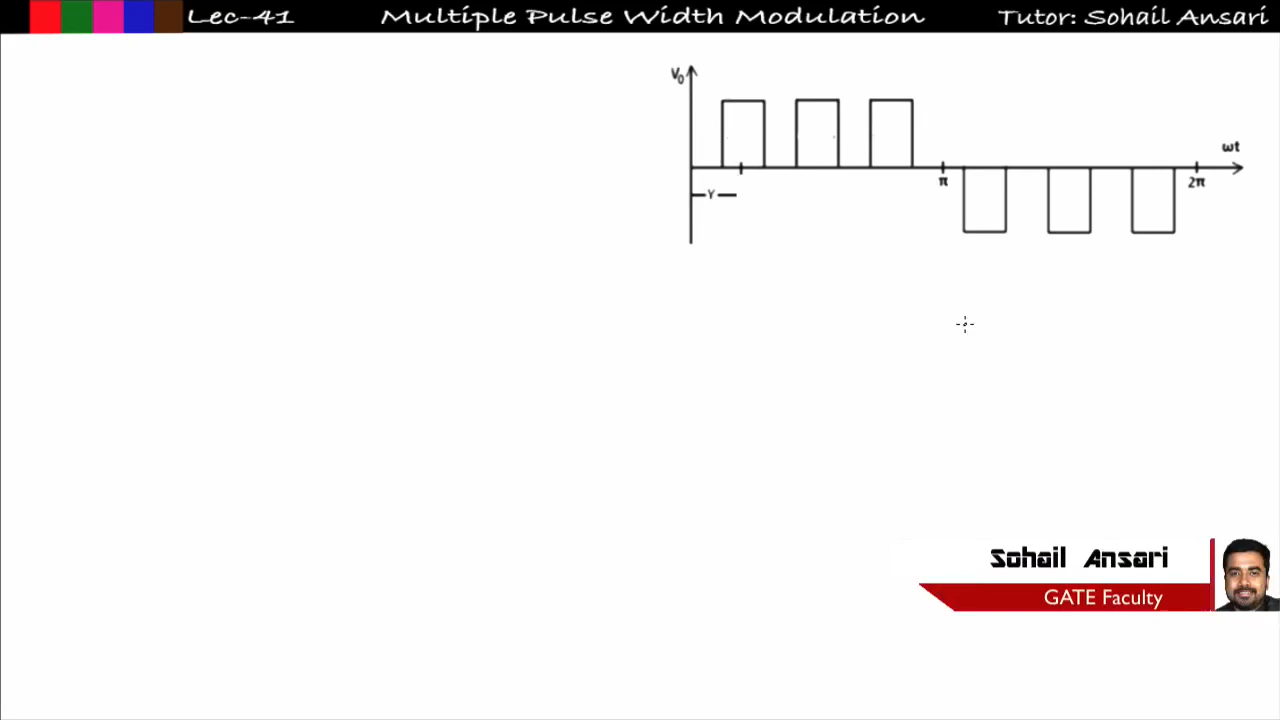 Lec-41 Multiple Pulse Width Modulation Tutor: Sohail Ansari
V₀
ωt
π
2π
Y
Sohail Ansari
GATE Faculty